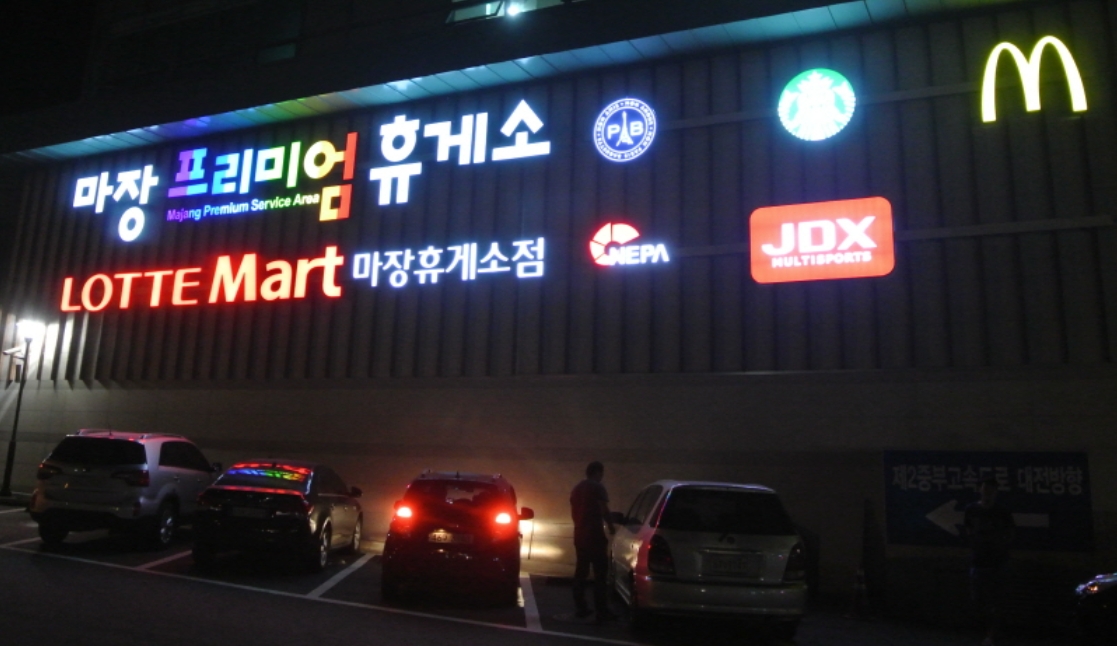 마장 프리미엄 휴게소
Majang Premium Service Area
PB
LOTTE Mart 마장휴게소점
NEPA
JDX
MULTISPORTS
제2중부고속도로 대전방향